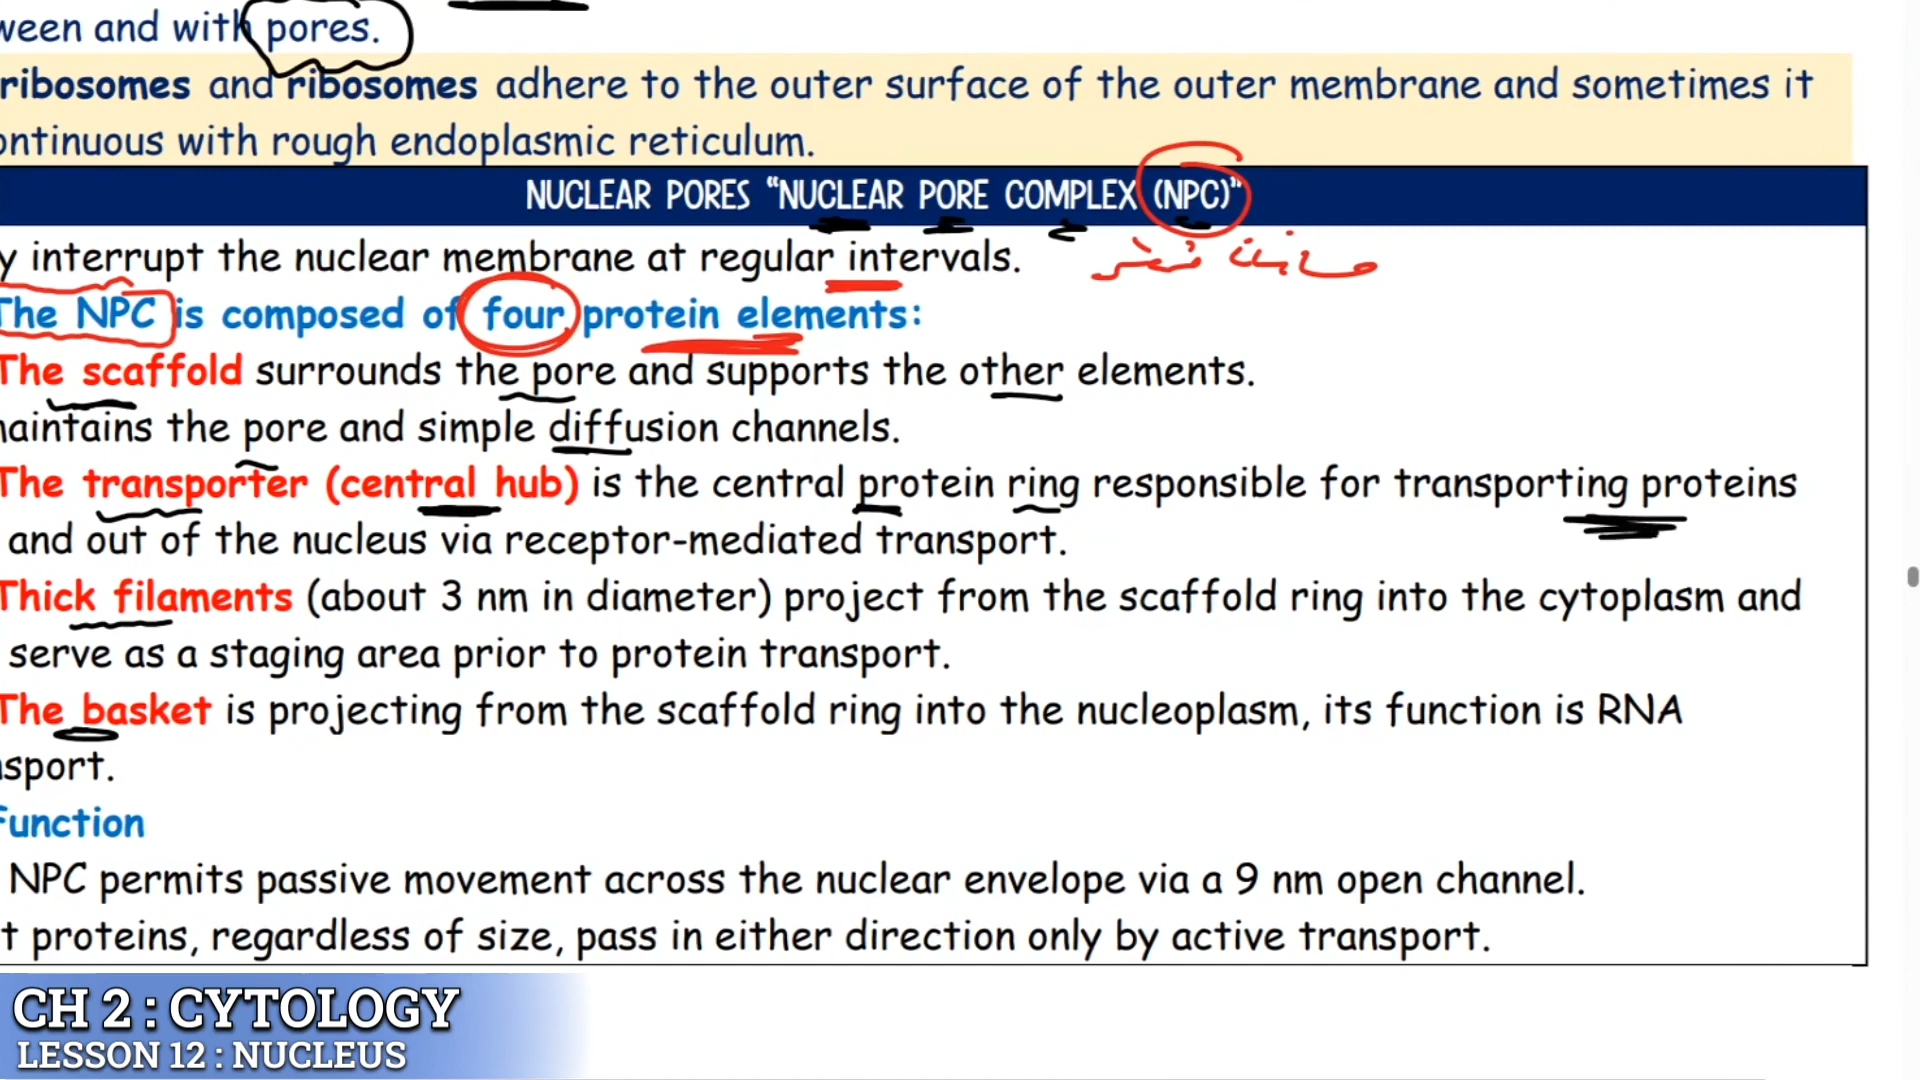 ween and with pores.
ribosomes and ribosomes adhere to the outer surface of the outer membrane and sometimes it
ontinuous with rough endoplasmic reticulum.
NUCLEAR PORES “NUCLEAR PORE COMPLEX (NPC)”
y interrupt the nuclear membrane at regular intervals.
The NPC is composed of four protein elements:
The scaffold surrounds the pore and supports the other elements.
naintains the pore and simple diffusion channels.
The transporter (central hub) is the central protein ring responsible for transporting proteins
and out of the nucleus via receptor-mediated transport.
Thick filaments (about 3 nm in diameter) project from the scaffold ring into the cytoplasm and
serve as a staging area prior to protein transport.
The basket is projecting from the scaffold ring into the nucleoplasm, its function is RNA
sport.
Function
NPC permits passive movement across the nuclear envelope via a 9 nm open channel.
t proteins, regardless of size, pass in either direction only by active transport.
CH 2 : CYTOLOGY
LESSON 12 : NUCLEUS